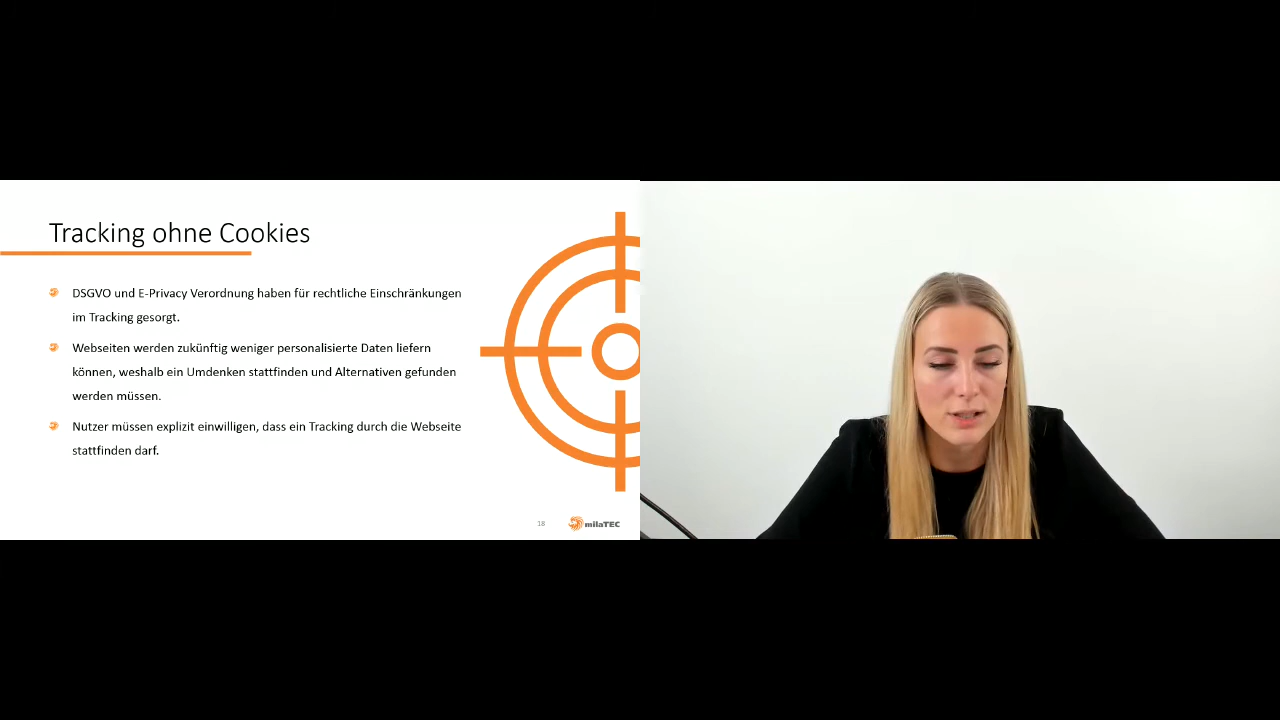 Tracking ohne Cookies
DSGVO und E-Privacy Verordnung haben für rechtliche Einschränkungen
im Tracking gesorgt.
Webseiten werden zukünftig weniger personalisierte Daten liefern
können, weshalb ein Umdenken stattfinden und Alternativen gefunden
werden müssen.
Nutzer müssen explizit einwilligen, dass ein Tracking durch die Webseite
stattfinden darf.
18
milaTEC